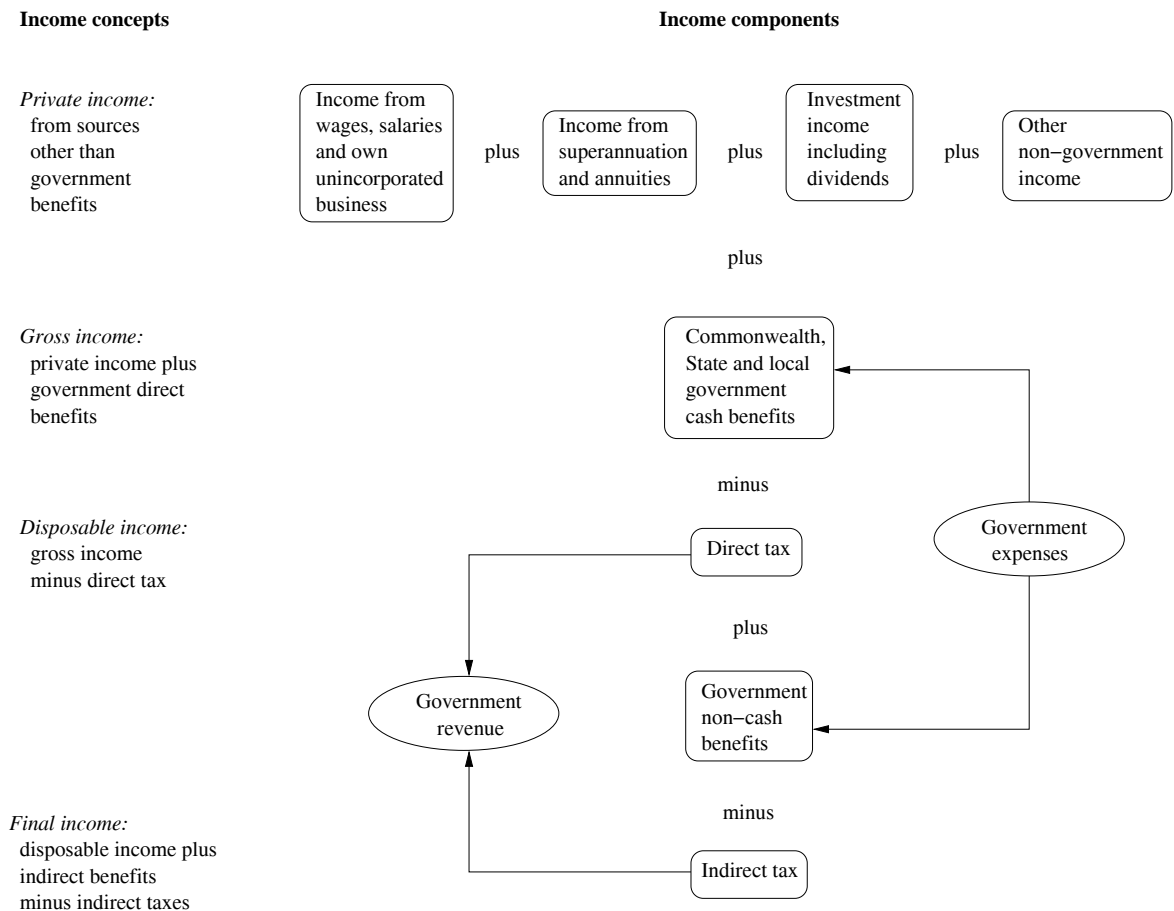 Income concepts
Income components
Private income:
from sources
other than
government
benefits
Income from
wages, salaries
and own
unincorporated
business
plus
Income from
superannuation
and annuities
plus
Investment
income
including
dividends
plus
Other
non−government
income
plus
Gross income:
private income plus
government direct
benefits
Commonwealth,
State and local
government
cash benefits
minus
Disposable income:
gross income
minus direct tax
Direct tax
Government
expenses
plus
Government
revenue
Government
non−cash
benefits
minus
Final income:
disposable income plus
indirect benefits
minus indirect taxes
Indirect tax